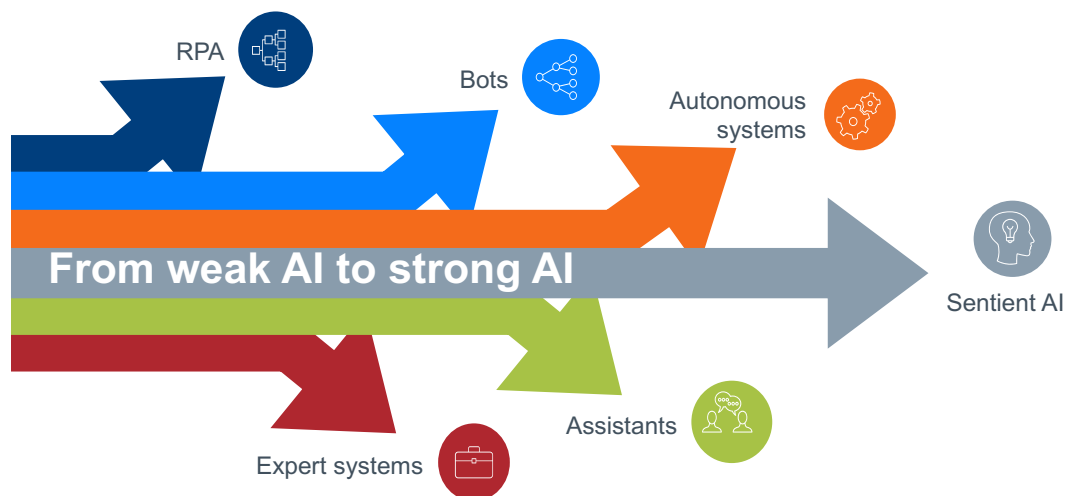 RPA
Bots
Autonomous
systems
From weak AI to strong AI
Sentient AI
Assistants
Expert systems